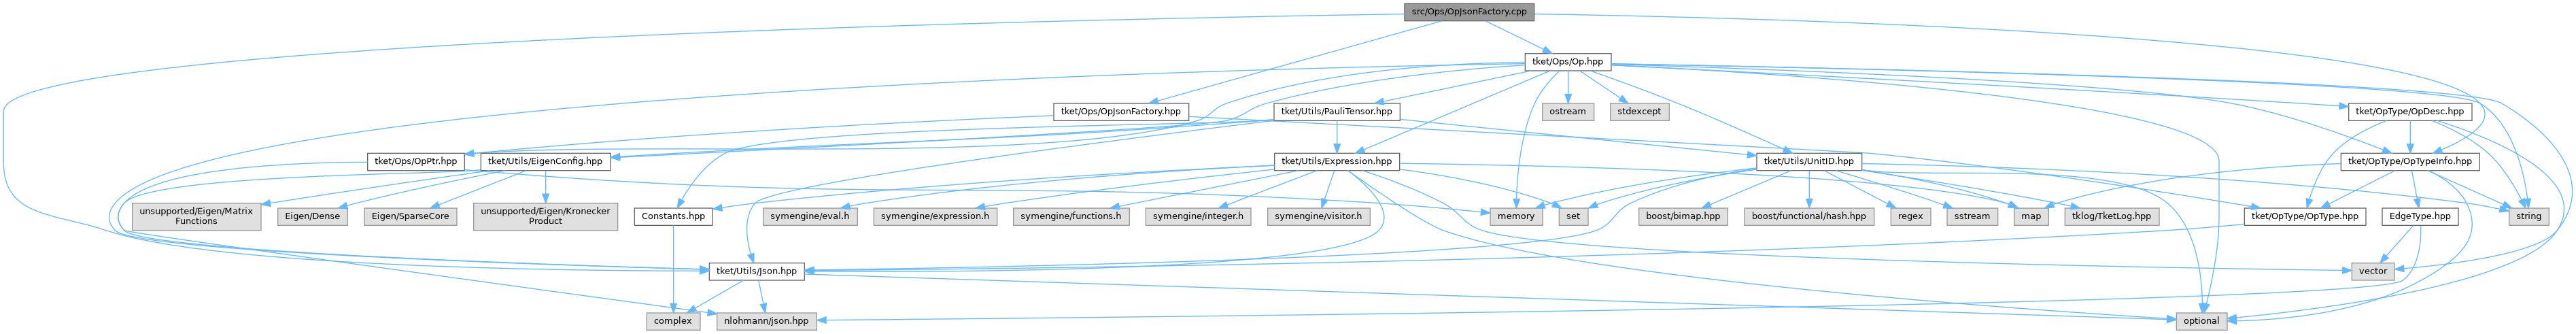 src/Ops/OpJsonFactory.cpp
tket/Ops/Op.hpp
tket/Ops/OpJsonFactory.hpp
tket/Utils/PauliTensor.hpp
ostream
stdexcept
tket/OpType/OpDesc.hpp
tket/Ops/OpPtr.hpp
tket/Utils/EigenConfig.hpp
tket/Utils/Expression.hpp
tket/Utils/UnitID.hpp
tket/OpType/OpTypeInfo.hpp
unsupported/Eigen/Matrix
Functions
Eigen/Dense
Eigen/SparseCore
unsupported/Eigen/Kronecker
Product
Constants.hpp
symengine/eval.h
symengine/expression.h
symengine/functions.h
symengine/integer.h
symengine/visitor.h
memory
set
boost/bimap.hpp
boost/functional/hash.hpp
regex
sstream
map
tklog/TketLog.hpp
tket/OpType/OpType.hpp
EdgeType.hpp
string
tket/Utils/Json.hpp
vector
complex
nlohmann/json.hpp
optional